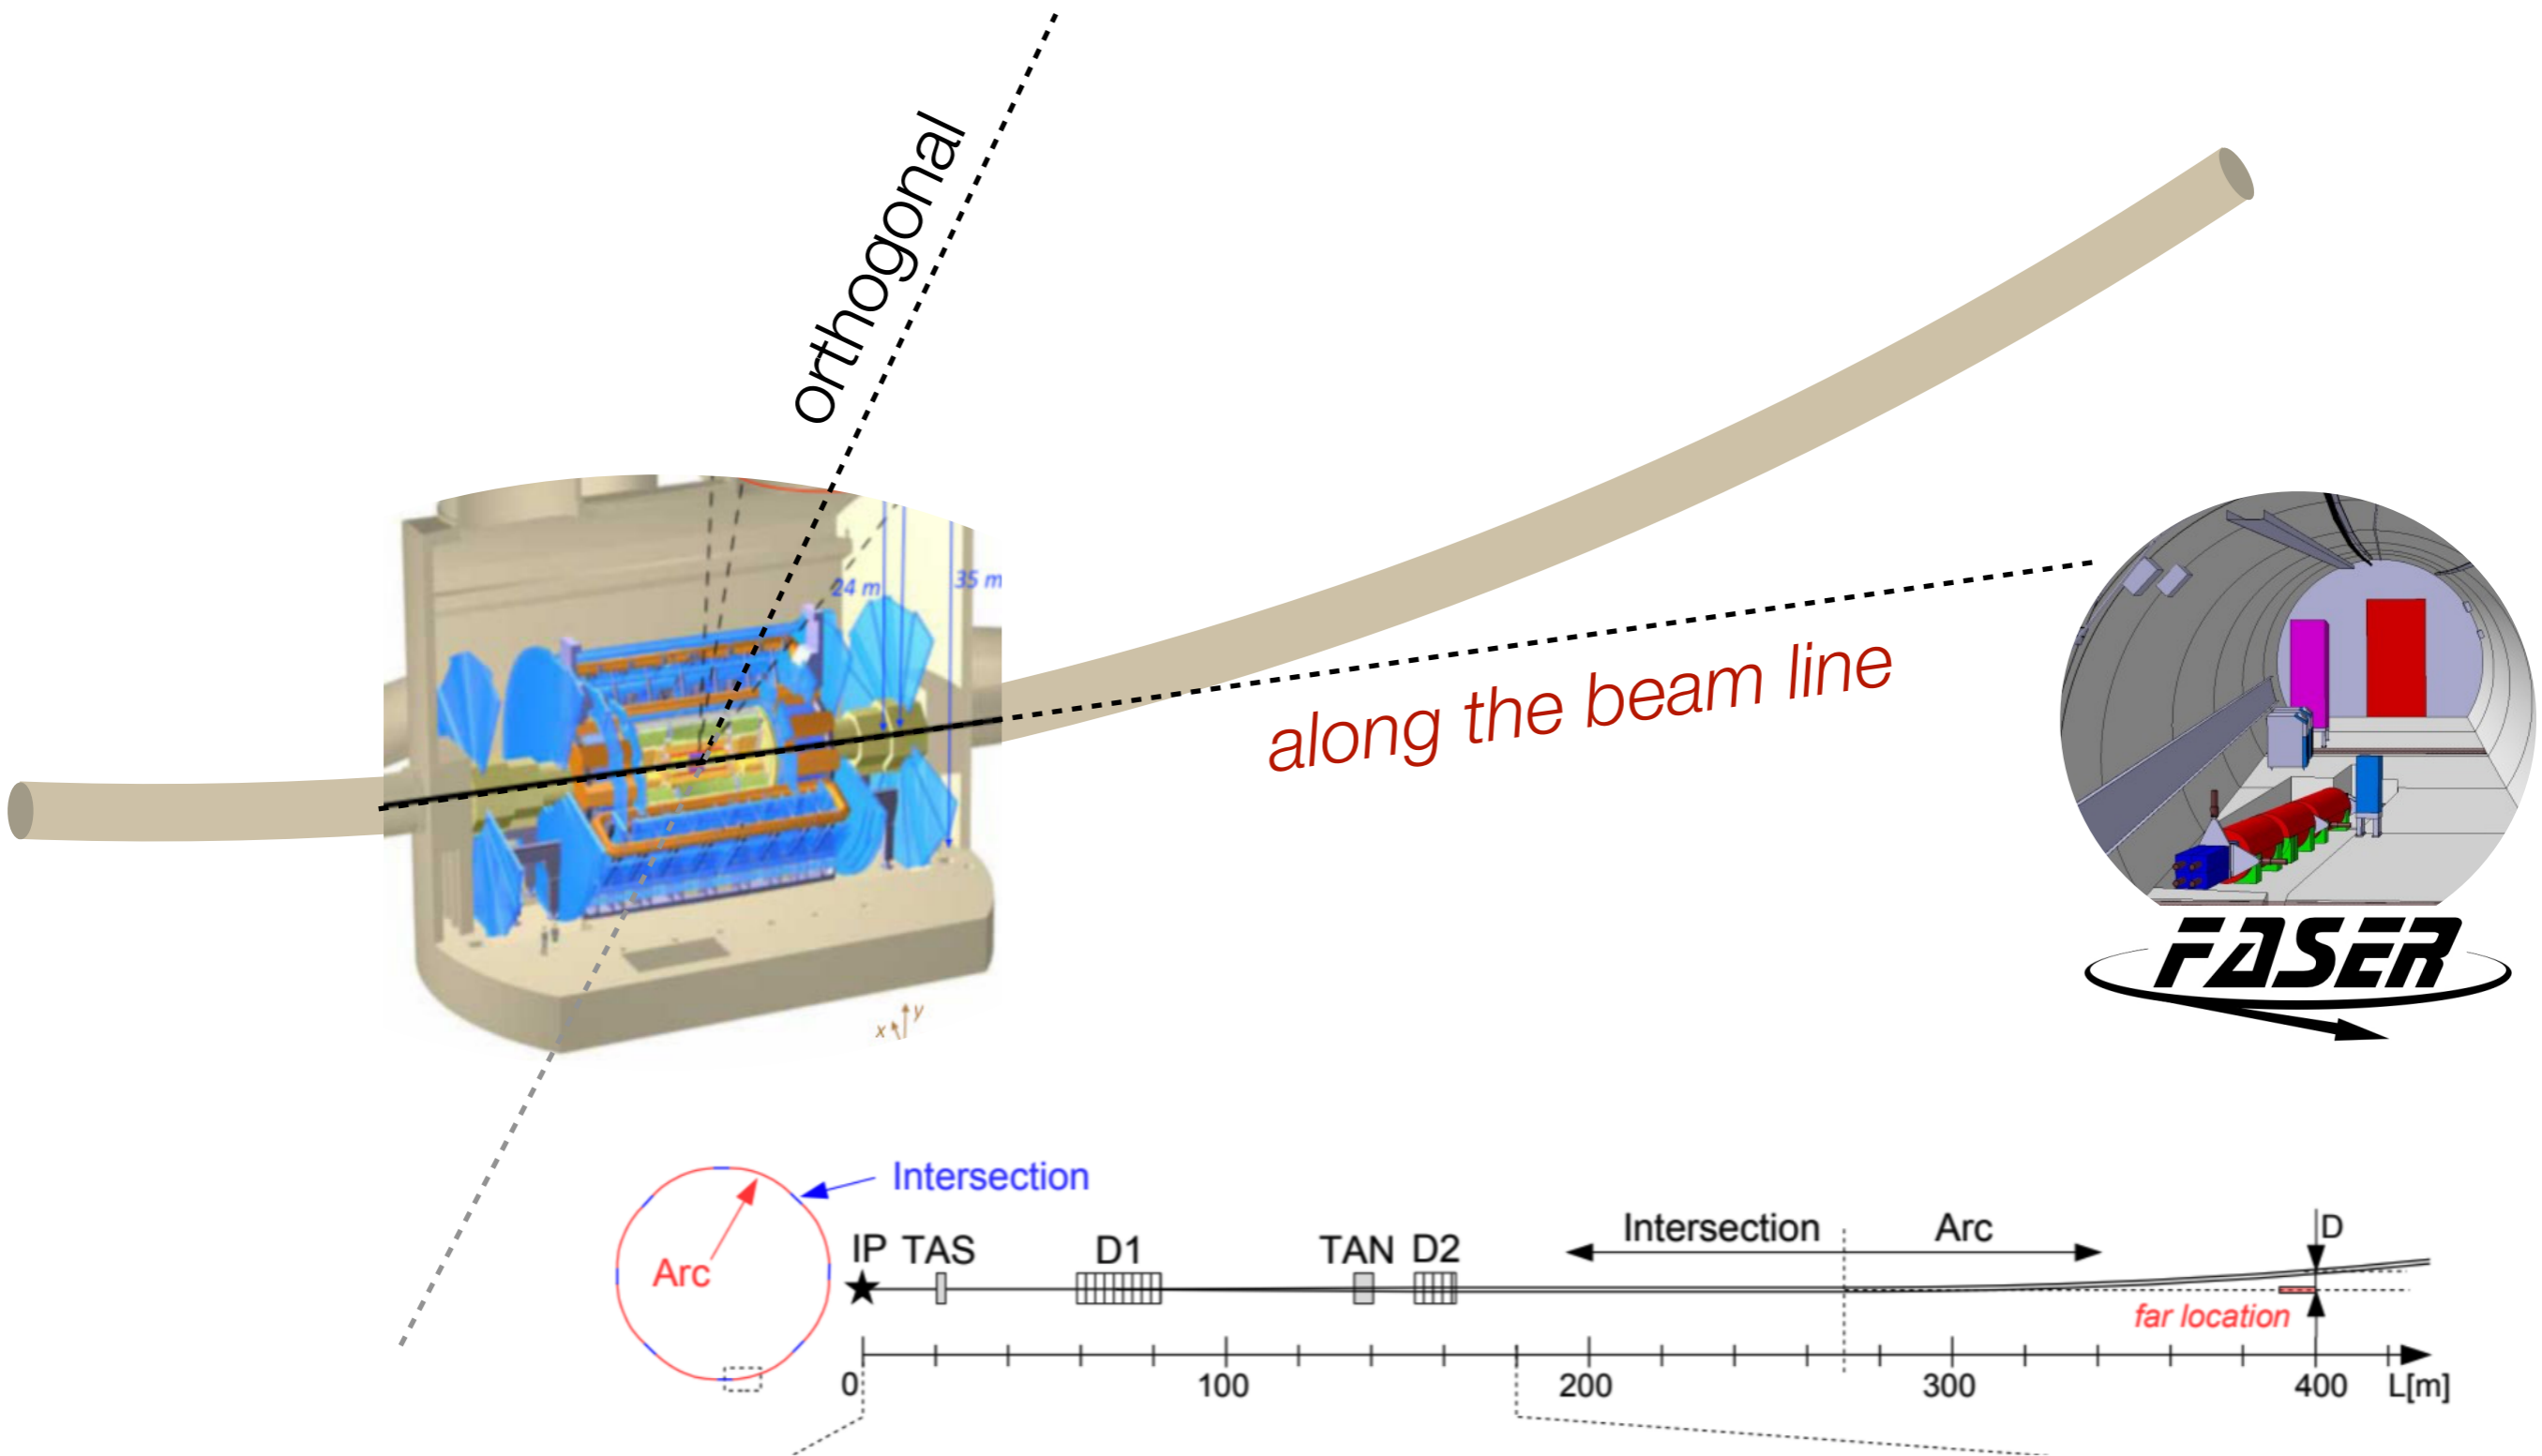 orthogonal
24 m
35 m
along the beam line
x
y
FASER
Intersection
Arc
IP TAS D1 TAN D2
Intersection Arc
D
far location
0 100 200 300 400 L[m]